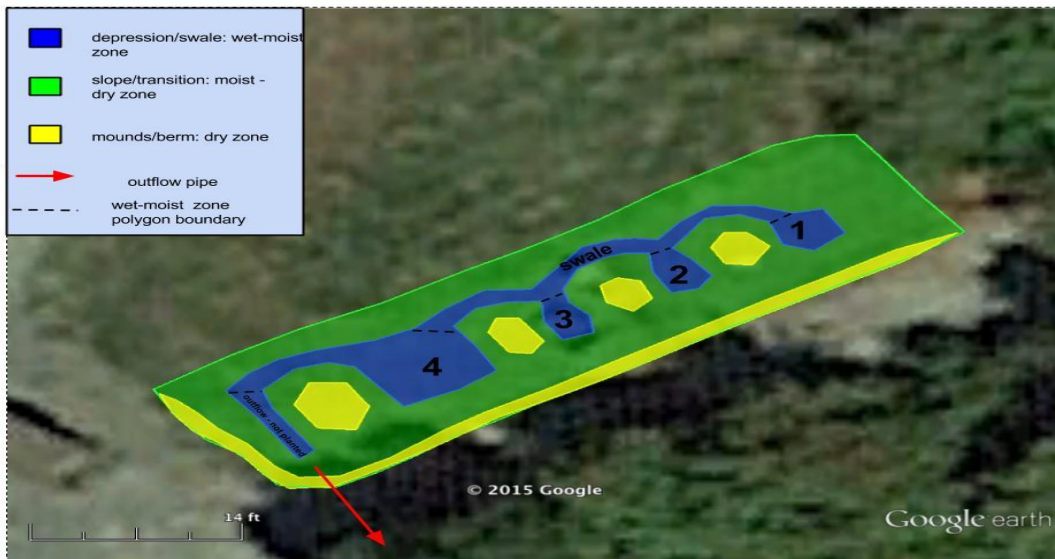 depression/swale: wet-moist
zone
slope/transition: moist -
dry zone
mounds/berm: dry zone
outflow pipe
wet-moist zone
polygon boundary
1
swale
2
3
4
outflow - not planted
© 2015 Google
14 ft
Google earth